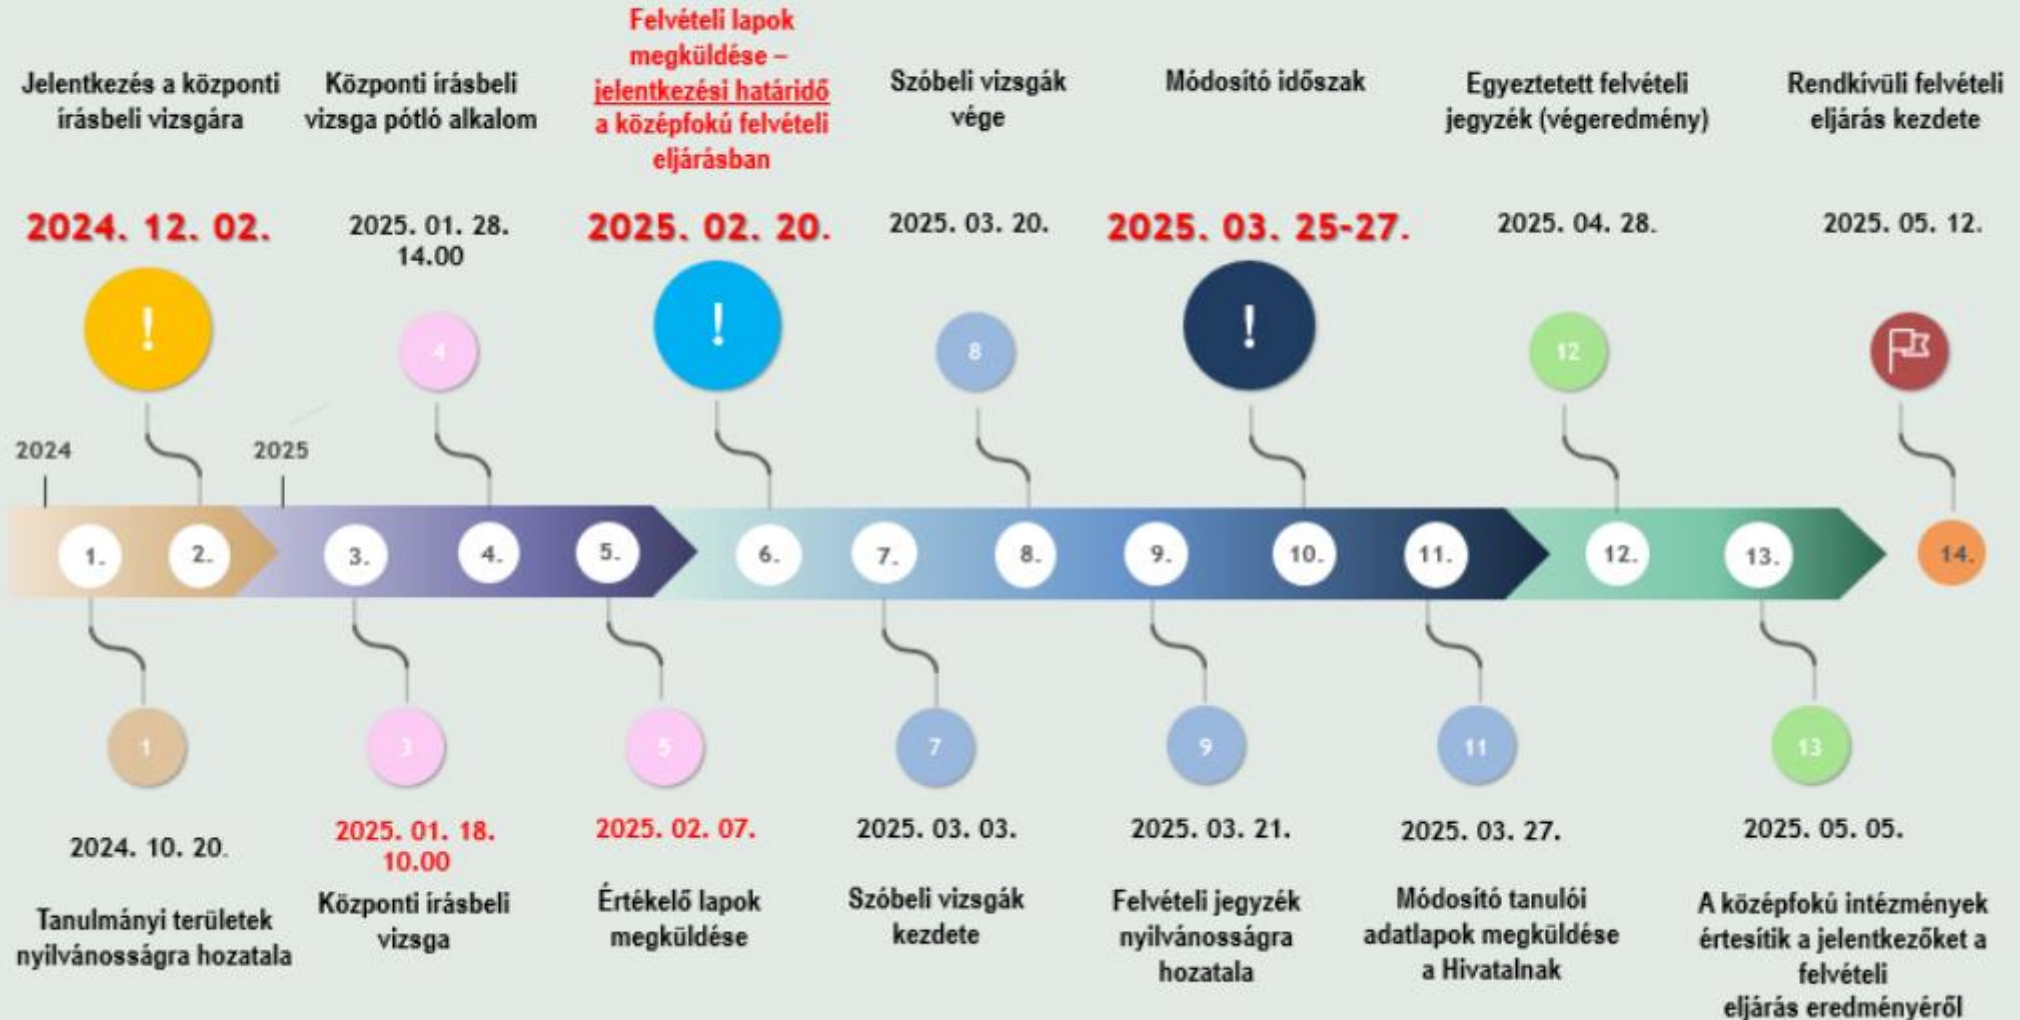 Jelentkezés a központi
írásbeli vizsgára
2024. 12. 02.
!
Központi írásbeli
vizsga pótló alkalom
2025. 01. 28.
14.00
4
Felvételi lapok
megküldése –
jelentkezési határidő
a középfokú felvételi
eljárásban
2025. 02. 20.
!
Szóbeli vizsgák
vége
2025. 03. 20.
8
Módosító időszak
2025. 03. 25-27.
!
Egyeztetett felvételi
jegyzék (végeredmény)
2025. 04. 28.
12
Rendkívüli felvételi
eljárás kezdete
2025. 05. 12.
2024
2025
1.
2.
3.
4.
5.
6.
7.
8.
9.
10.
11.
12.
13.
14.
1
2024. 10. 20.
Tanulmányi területek
nyilvánosságra hozatala
3
2025. 01. 18.
10.00
Központi írásbeli
vizsga
5
2025. 02. 07.
Értékelő lapok
megküldése
7
2025. 03. 03.
Szóbeli vizsgák
kezdete
9
2025. 03. 21.
Felvételi jegyzék
nyilvánosságra
hozatala
11
2025. 03. 27.
Módosító tanulói
adatlapok megküldése
a Hivatalnak
13
2025. 05. 05.
A középfokú intézmények
értesítik a jelentkezőket a
felvételi
eljárás eredményéről